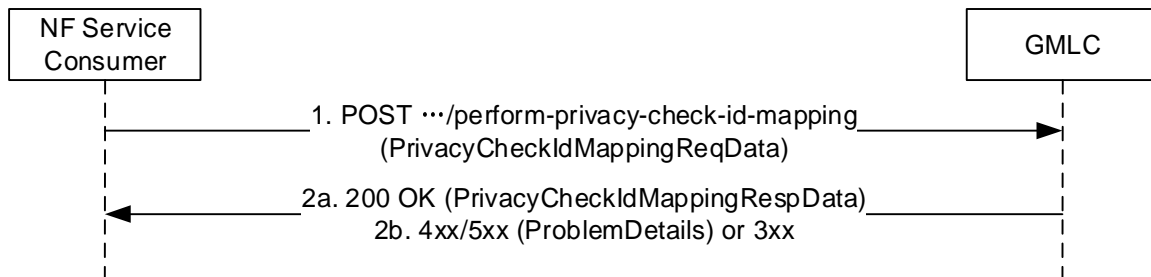 NF Service
Consumer
GMLC
1. POST ⋯/perform-privacy-check-id-mapping
(PrivacyCheckIdMappingReqData)
2a. 200 OK (PrivacyCheckIdMappingRespData)
2b. 4xx/5xx (ProblemDetails) or 3xx